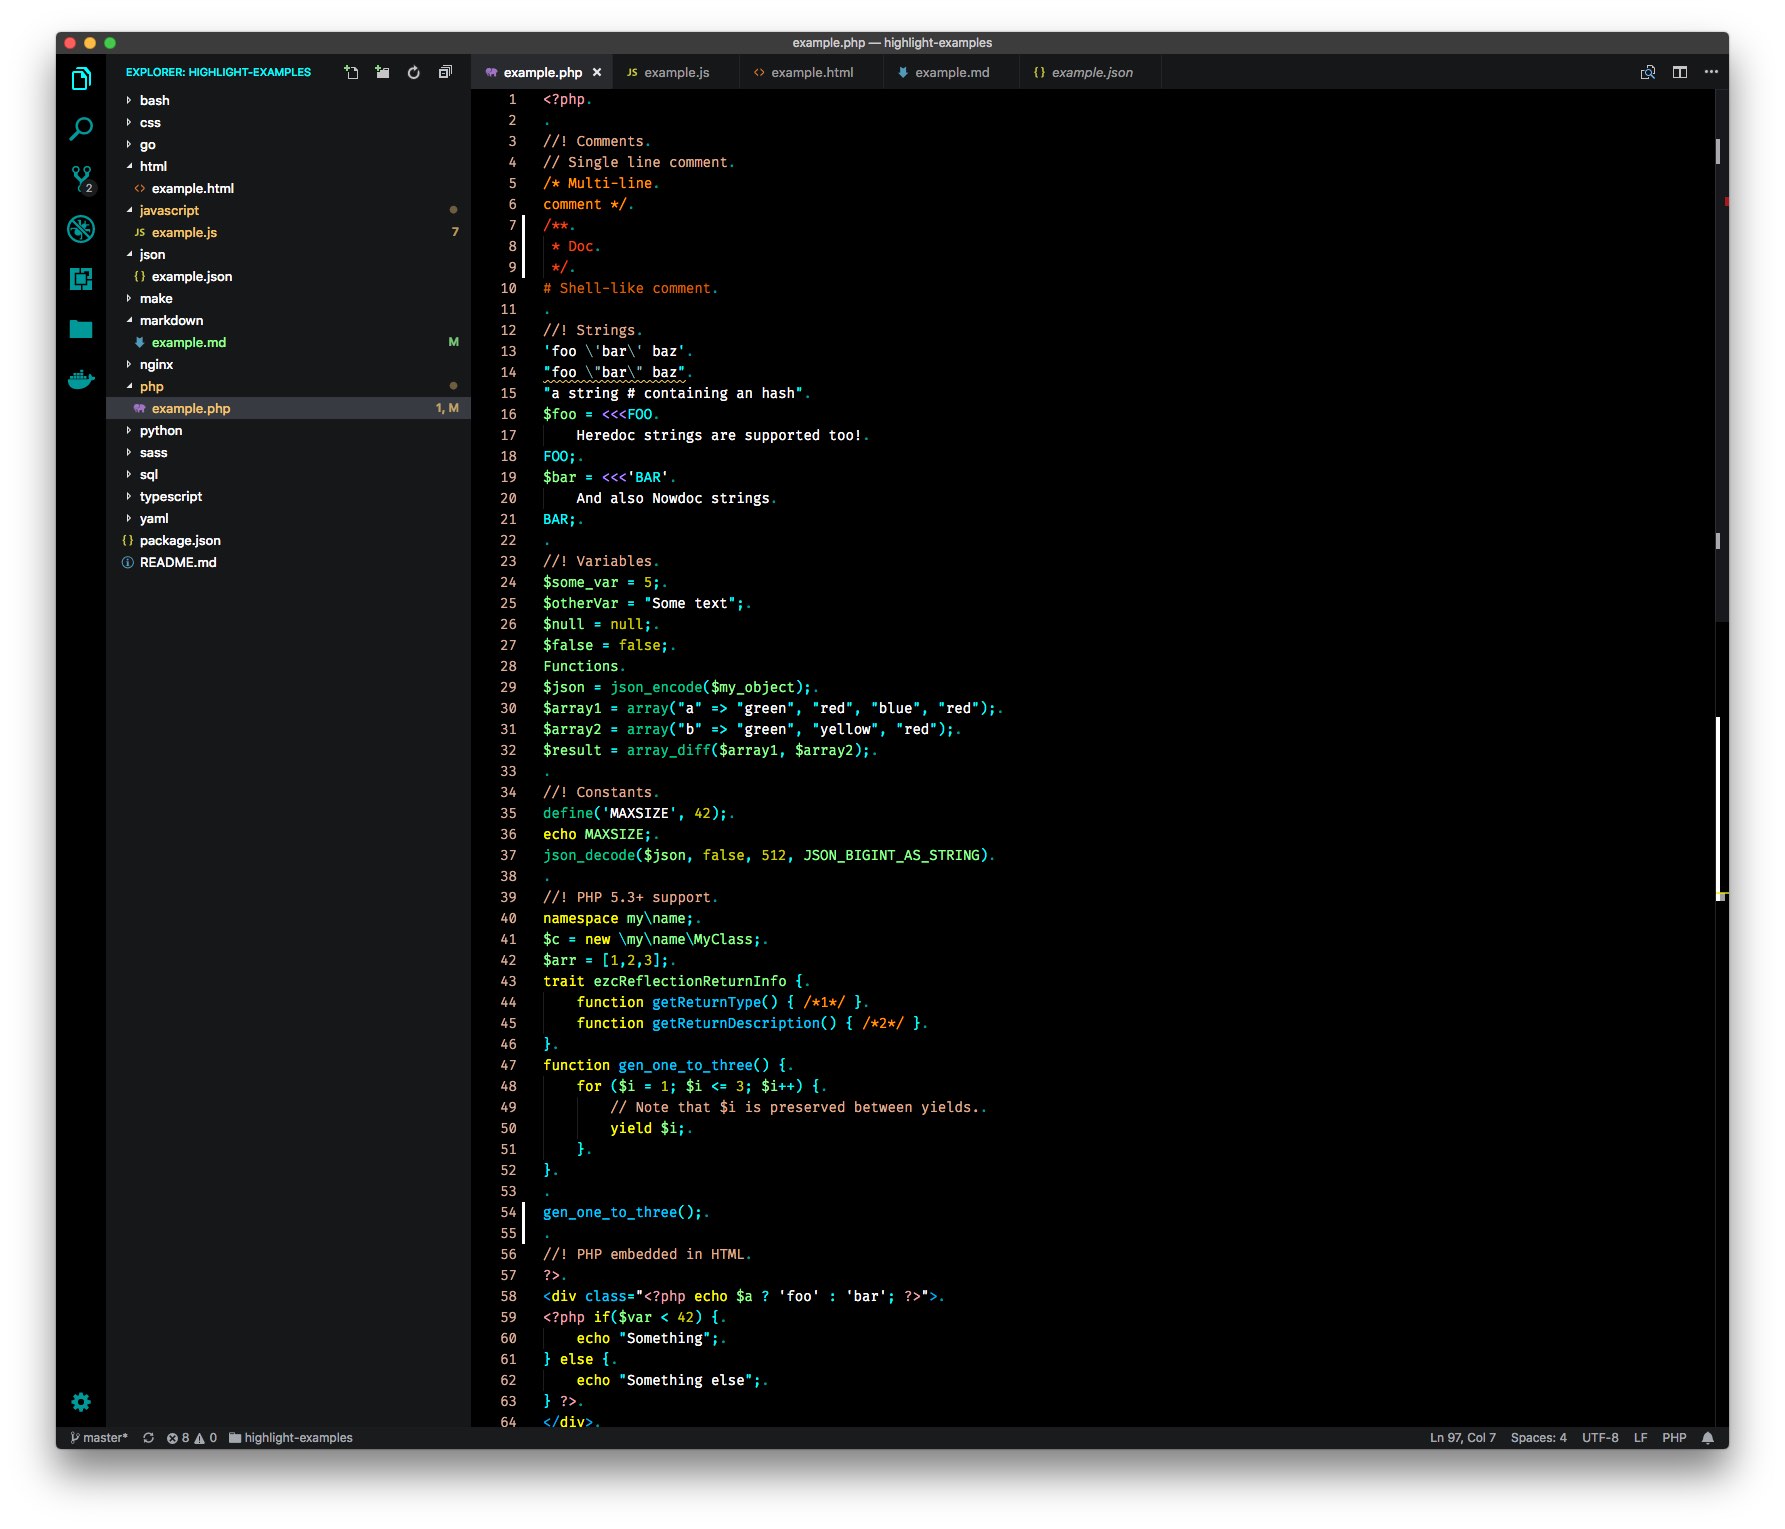 example.php — highlight-examples
EXPLORER: HIGHLIGHT-EXAMPLES
example.php
JS example.js
<> example.html
example.md
{} example.json
bash
css
go
html
<> example.html
javascript
JS example.js 7
json
{} example.json
make
markdown
example.md M
nginx
php
example.php 1, M
python
sass
sql
typescript
yaml
{} package.json
README.md
2
1 <?php.
2 .
3 //! Comments.
4 // Single line comment.
5 /* Multi-line.
6 comment */.
7 /**.
8  * Doc.
9  */.
10 # Shell-like comment.
11 .
12 //! Strings.
13 'foo \'bar\' baz'.
14 "foo \"bar\" baz".
15 "a string # containing an hash".
16 $foo = <<<FOO.
17     Heredoc strings are supported too!.
18 FOO;.
19 $bar = <<<'BAR'.
20     And also Nowdoc strings.
21 BAR;.
22 .
23 //! Variables.
24 $some_var = 5;.
25 $otherVar = "Some text";.
26 $null = null;.
27 $false = false;.
28 Functions.
29 $json = json_encode($my_object);.
30 $array1 = array("a" => "green", "red", "blue", "red");.
31 $array2 = array("b" => "green", "yellow", "red");.
32 $result = array_diff($array1, $array2);.
33 .
34 //! Constants.
35 define('MAXSIZE', 42);.
36 echo MAXSIZE;.
37 json_decode($json, false, 512, JSON_BIGINT_AS_STRING).
38 .
39 //! PHP 5.3+ support.
40 namespace my\name;.
41 $c = new \my\name\MyClass;.
42 $arr = [1,2,3];.
43 trait ezcReflectionReturnInfo {.
44     function getReturnType() { /*1*/ }.
45     function getReturnDescription() { /*2*/ }.
46 }.
47 function gen_one_to_three() {.
48     for ($i = 1; $i <= 3; $i++) {.
49         // Note that $i is preserved between yields..
50         yield $i;.
51     }.
52 }.
53 .
54 gen_one_to_three();.
55 .
56 //! PHP embedded in HTML.
57 ?>.
58 <div class="<?php echo $a ? 'foo' : 'bar'; ?>">.
59 <?php if($var < 42) {.
60     echo "Something";.
61 } else {.
62     echo "Something else";.
63 } ?>.
64 </div>.
master* 8 0 highlight-examples
Ln 97, Col 7 Spaces: 4 UTF-8 LF PHP